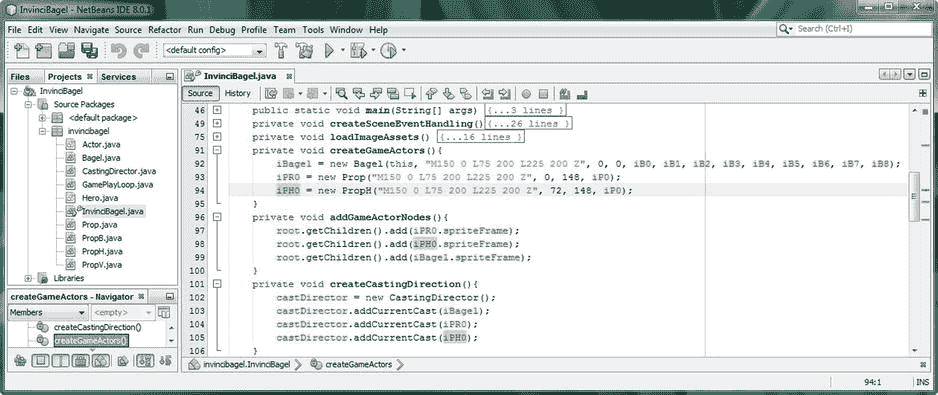 InvinciBagel - NetBeans IDE 8.0.1
File Edit View Navigate Source Refactor Run Debug Profile Team Tools Window Help
Search (Ctrl+I)
<default config>
Files Projects Services
InvinciBagel
Source Packages
<default package>
invincibagel
Actor.java
Bagel.java
CastingDirector.java
GamePlayLoop.java
Hero.java
InvinciBagel.java
Prop.java
PropB.java
PropH.java
PropV.java
Libraries
createGameActors - Navigator
Members <empty>
createCastingDirection()
createGameActors()
InvinciBagel.java
Source History
46 public static void main(String[] args) {...3 lines }
49 private void createSceneEventHandling() {...26 lines }
75 private void loadImageAssets() {...16 lines }
91 private void createGameActors(){
92 iBagel = new Bagel(this, "M150 0 L75 200 L225 200 Z", 0, 0, iB0, iB1, iB2, iB3, iB4, iB5, iB6, iB7, iB8);
93 iPR0 = new Prop("M150 0 L75 200 L225 200 Z", 0, 148, iP0);
94 iPH0 = new PropH("M150 0 L75 200 L225 200 Z", 72, 148, iP0);
95 }
96 private void addGameActorNodes(){
97 root.getChildren().add(iPR0.spriteFrame);
98 root.getChildren().add(iPH0.spriteFrame);
99 root.getChildren().add(iBagel.spriteFrame);
100 }
101 private void createCastingDirection(){
102 castDirector = new CastingDirector();
103 castDirector.addCurrentCast(iBagel);
104 castDirector.addCurrentCast(iPR0);
105 castDirector.addCurrentCast(iPH0);
106 }
invincibagel.InvinciBagel createGameActors
94:1 INS